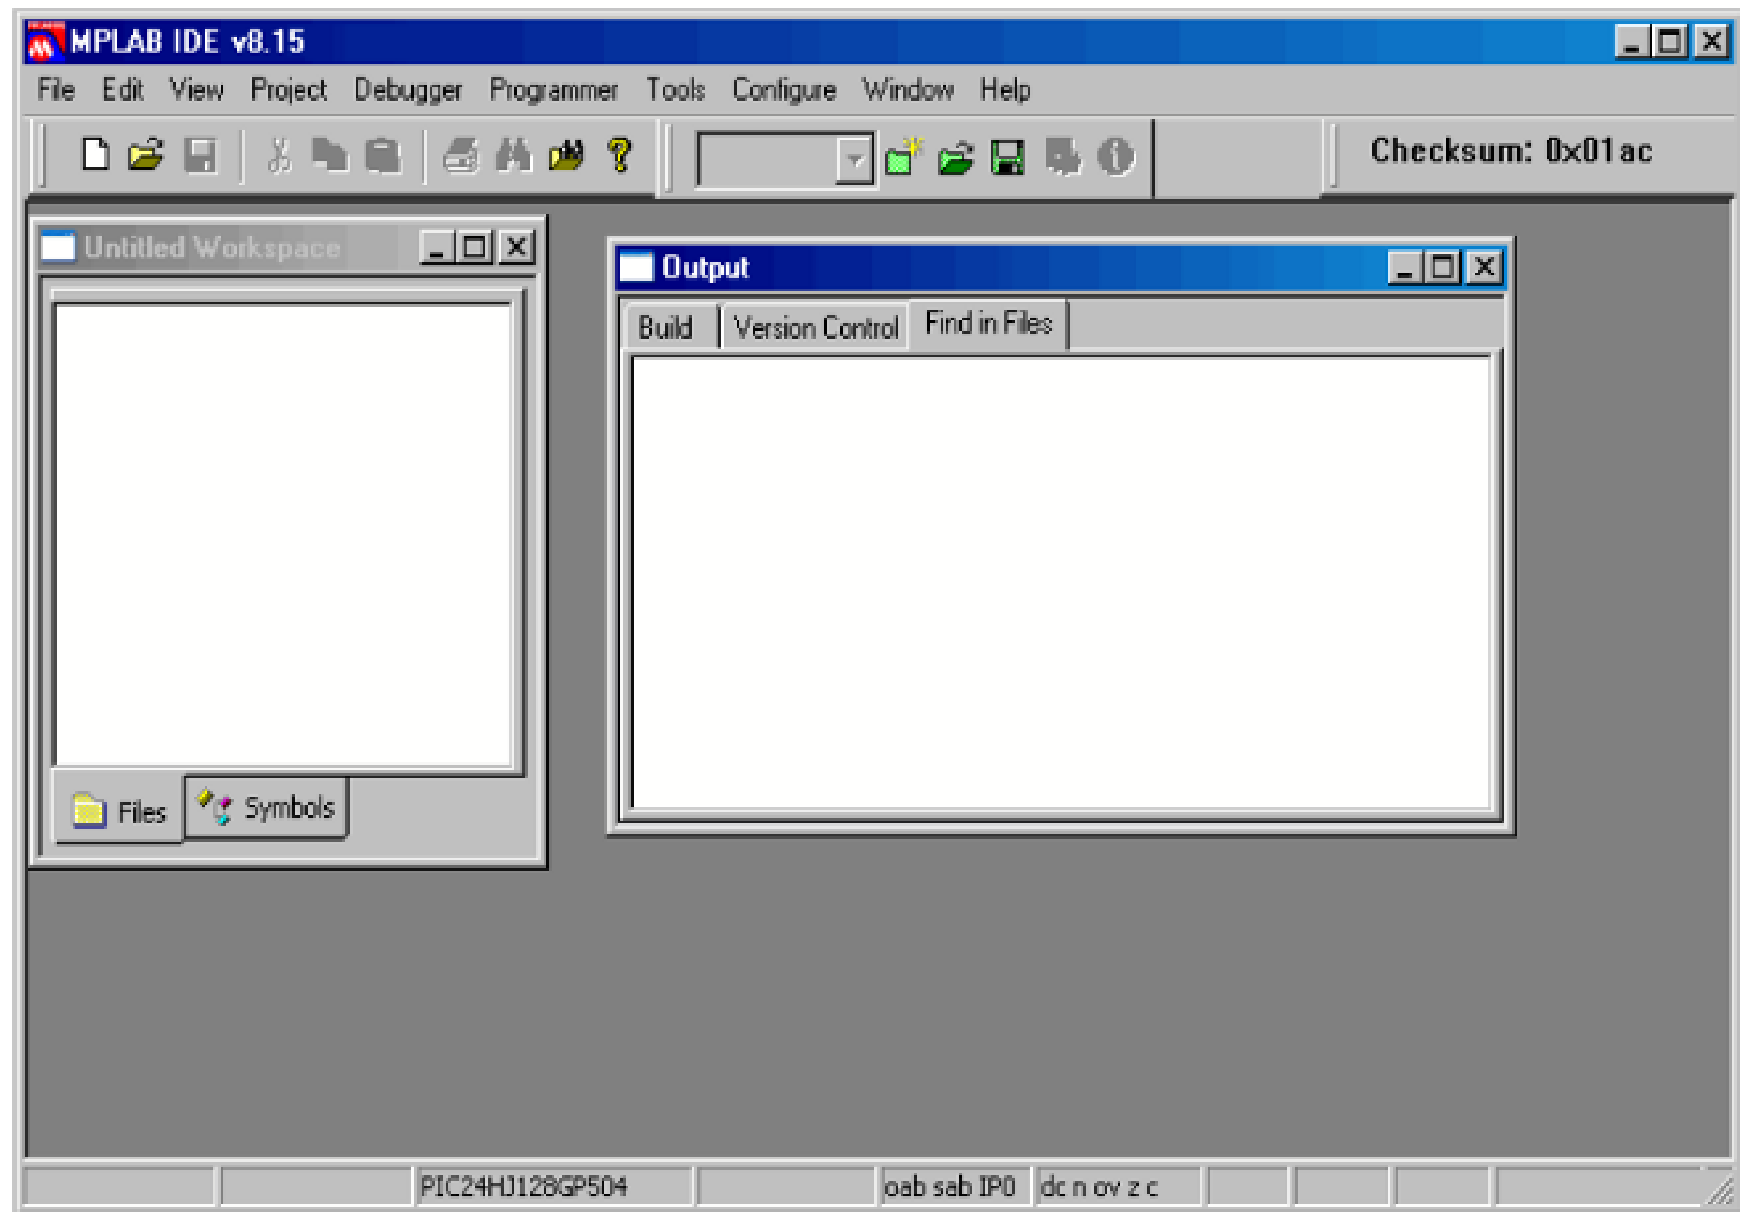 MPLAB IDE v8.15
File Edit View Project Debugger Programmer Tools Configure Window Help
Checksum: 0x01ac
Untitled Workspace
Output
Build Version Control Find in Files
Files Symbols
PIC24HJ128GP504 oab sab IP0 dc n ov z c